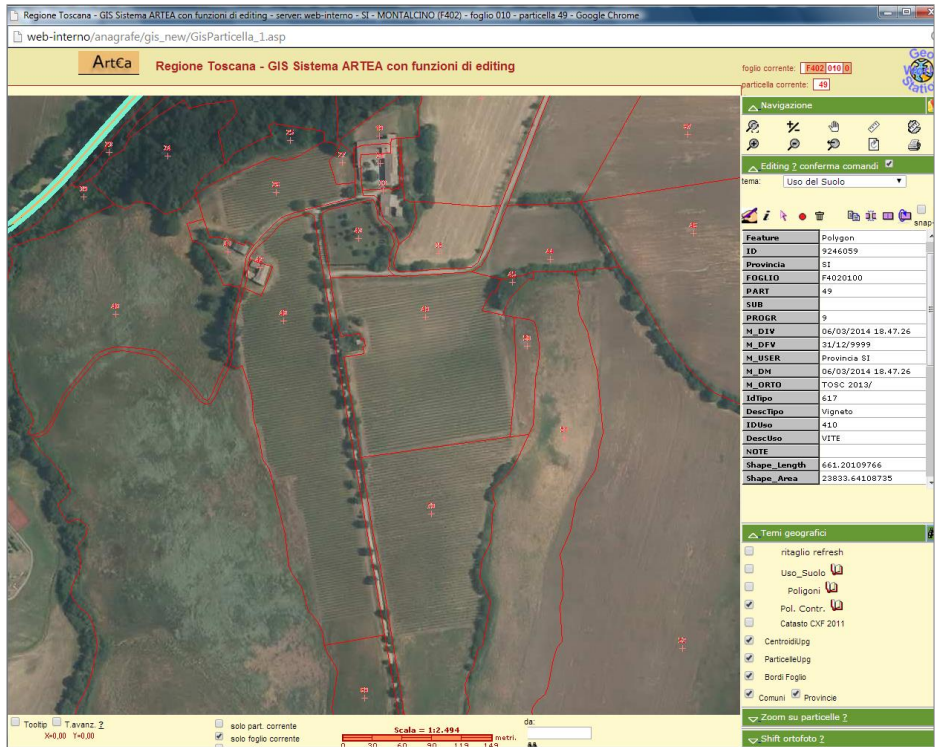 Regione Toscana - GIS Sistema ARTEA con funzioni di editing - server: web-interno - SI - MONTALCINO (F402) - foglio 010 - particella 49 - Google Chrome
web-interno/anagrafe/gis_new/GisParticella_1.asp
Art€a
Regione Toscana - GIS Sistema ARTEA con funzioni di editing
foglio corrente: F402 010 0
particella corrente: 49
Navigazione
Editing ? conferma comandi
tema: Uso del Suolo
snap
Feature Polygon
ID 9246059
Provincia SI
FOGLIO F4020100
PART 49
SUB
PROGR 9
M_DIV 06/03/2014 18.47.26
M_DFV 31/12/9999
M_USER Provincia SI
M_DM 06/03/2014 18.47.26
M_ORTO TOSC 2013/
IdTipo 617
DescTipo Vigneto
IDUso 410
DescUso VITE
NOTE
Shape_Length 661.20109766
Shape_Area 23833.64108735
Temi geografici
ritaglio refresh
Uso_Suolo
Poligoni
Pol. Contr.
Catasto CXF 2011
CentroidiUpg
ParticelleUpg
Bordi Foglio
Comuni Provincie
Zoom su particelle ?
Shift ortofoto ?
Tooltip T.avanz. ?
X=0,00 Y=0,00
solo part. corrente
solo foglio corrente
Scala = 1:2.494
metri.
0 30 60 90 119 149
da: